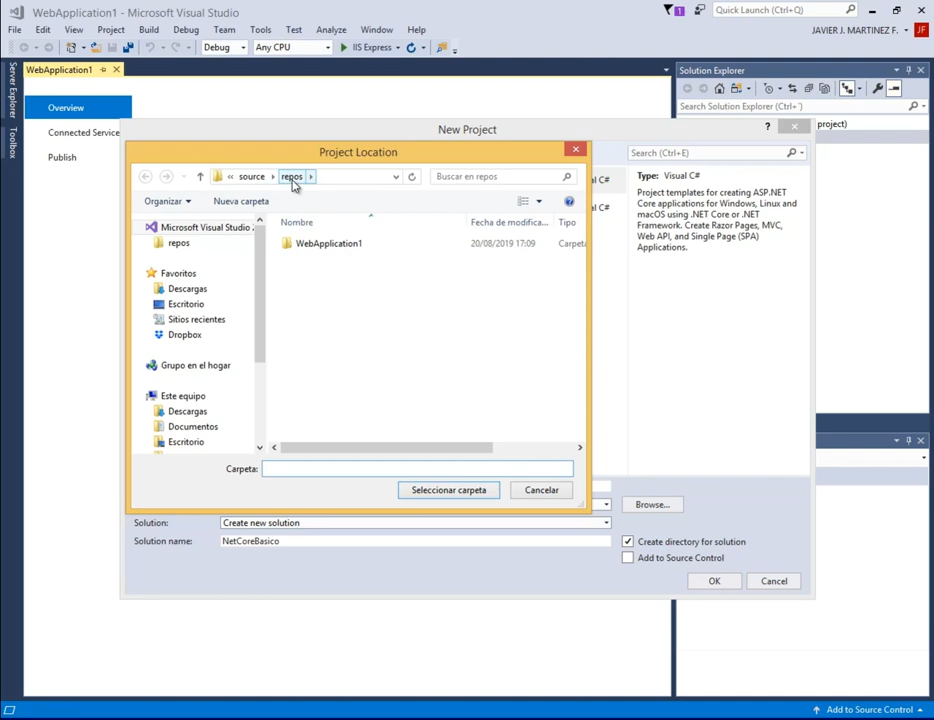 WebApplication1 - Microsoft Visual Studio
1
Quick Launch (Ctrl+´)
File Edit View Project Build Debug Team Tools Test Analyze Window Help
JAVIER J. MARTINEZ F. JF
Debug Any CPU IIS Express
WebApplication1
Solution Explorer
Server Explorer
Toolbox
Overview
Connected Service
Publish
Search Solution Explorer (Ctrl+´)
project)
New Project
?
Project Location
Search (Ctrl+E)
source repos
Buscar en repos
ual C#
Type: Visual C#
Project templates for creating ASP.NET
Core applications for Windows, Linux and
macOS using .NET Core or .NET
Framework. Create Razor Pages, MVC,
Web API, and Single Page (SPA)
Applications.
Organizar Nueva carpeta
ual C#
Nombre Fecha de modifica... Tipo
Microsoft Visual Studio
repos
WebApplication1 20/08/2019 17:09 Carpeta
Favoritos
Descargas
Escritorio
Sitios recientes
Dropbox
Grupo en el hogar
Este equipo
Descargas
Documentos
Escritorio
Carpeta:
Seleccionar carpeta Cancelar
Browse...
Solution: Create new solution
Solution name: NetCoreBasico
Create directory for solution
Add to Source Control
OK Cancel
Add to Source Control